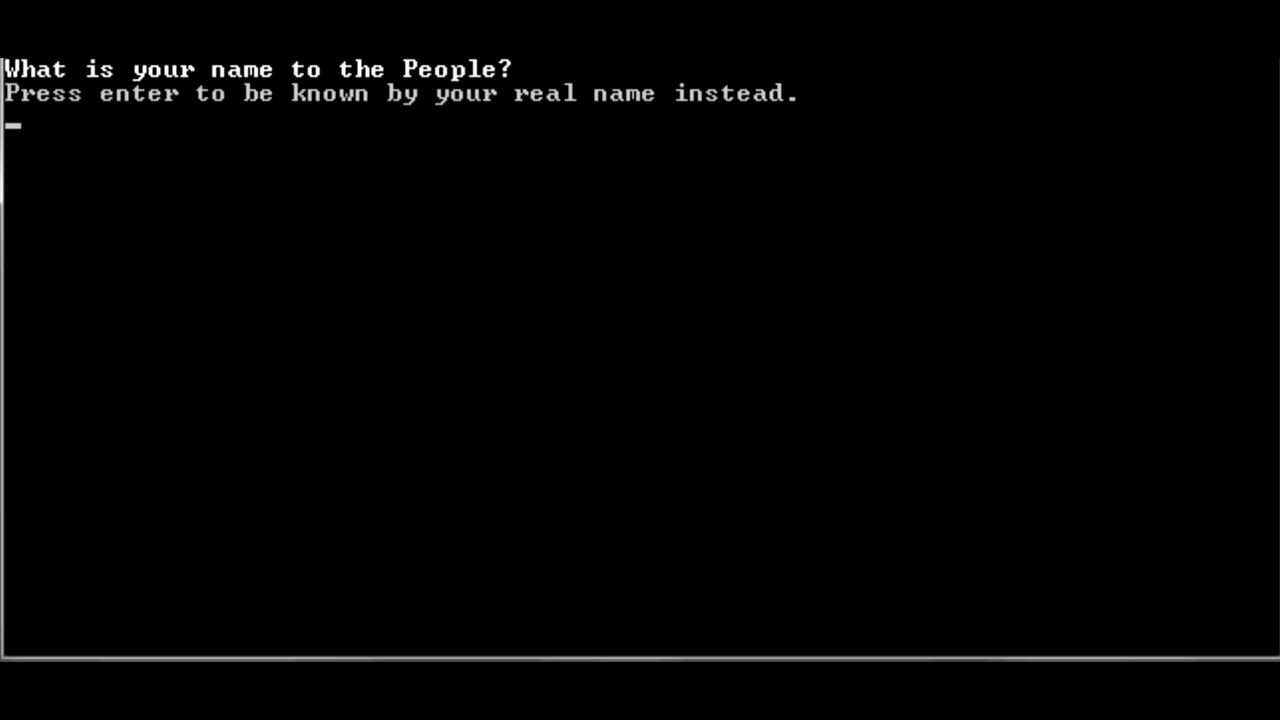 What is your name to the People?
Press enter to be known by your real name instead.